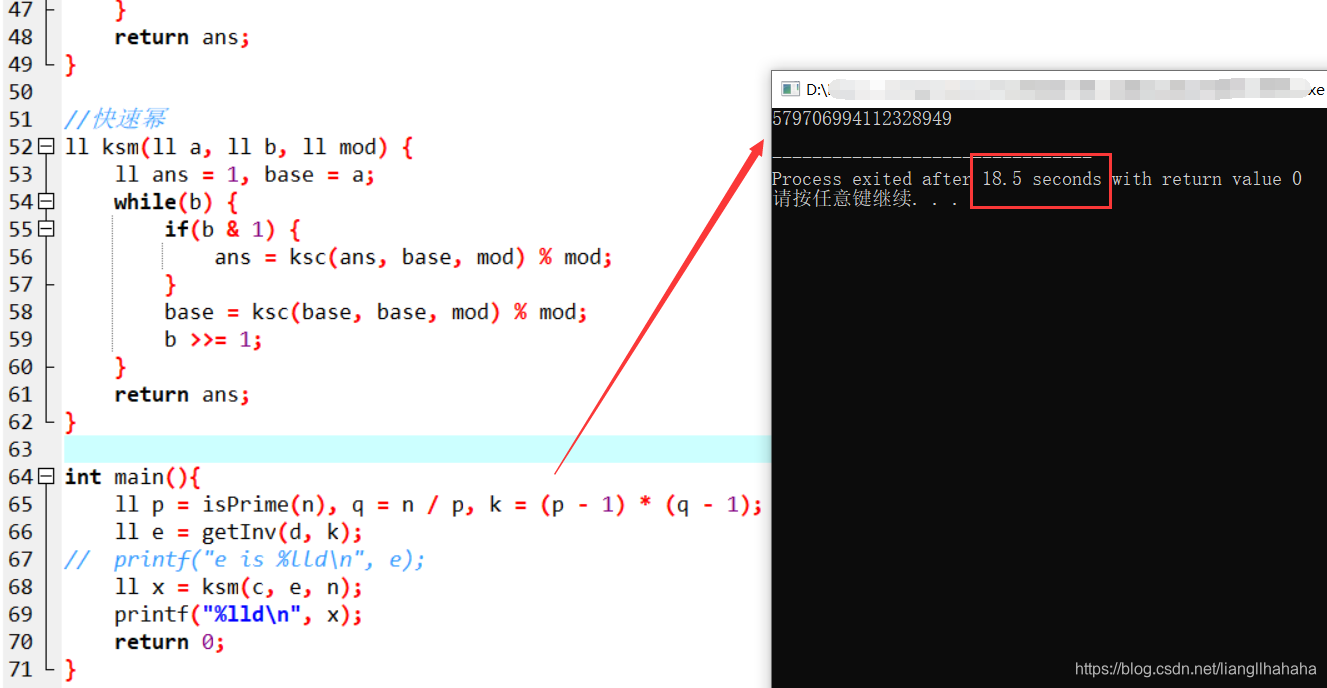 47 }
48 return ans;
49 }
50
51 //快速幂
52 ll ksm(ll a, ll b, ll mod) {
53 ll ans = 1, base = a;
54 while(b) {
55 if(b & 1) {
56 ans = ksc(ans, base, mod) % mod;
57 }
58 base = ksc(base, base, mod) % mod;
59 b >>= 1;
60 }
61 return ans;
62 }
63
64 int main(){
65 ll p = isPrime(n), q = n / p, k = (p - 1) * (q - 1);
66 ll e = getInv(d, k);
67 // printf("e is %lld\n", e);
68 ll x = ksm(c, e, n);
69 printf("%lld\n", x);
70 return 0;
71 }
D:\ xe
579706994112328949
--------------------------------
Process exited after 18.5 seconds with return value 0
请按任意键继续. . .
https://blog.csdn.net/liangllhahaha